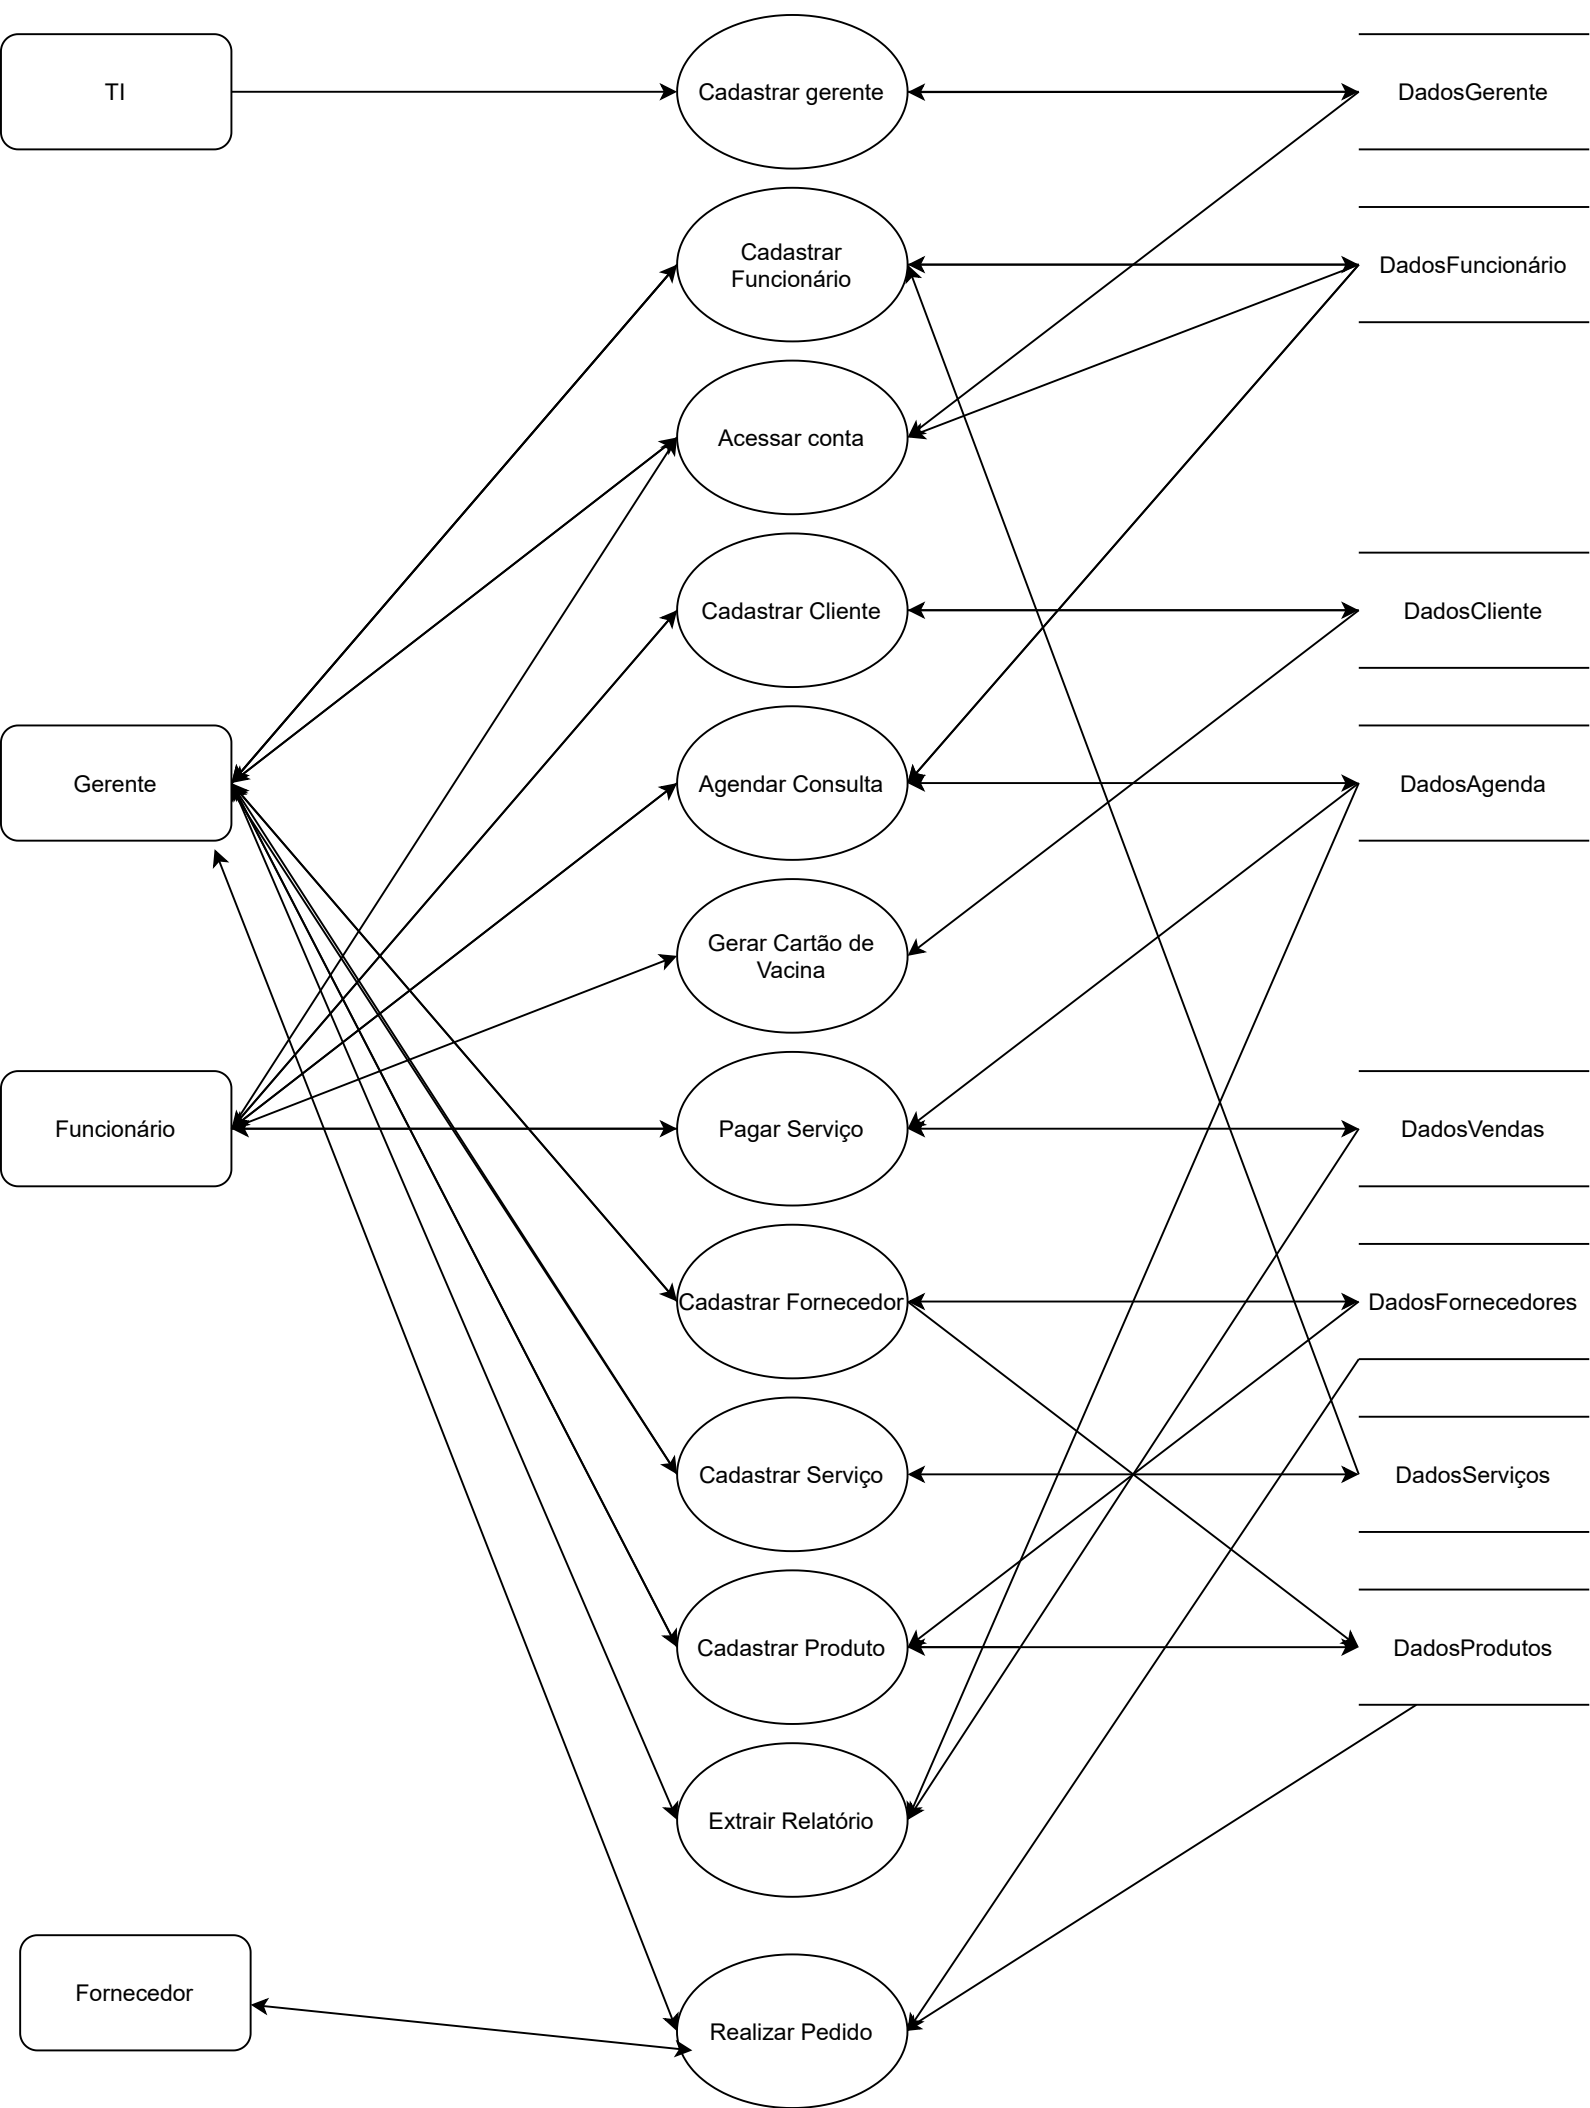 TI
Cadastrar gerente
DadosGerente
Cadastrar
Funcionário
DadosFuncionário
Acessar conta
Cadastrar Cliente
DadosCliente
Gerente
Agendar Consulta
DadosAgenda
Gerar Cartão de
Vacina
Funcionário
Pagar Serviço
DadosVendas
Cadastrar Fornecedor
DadosFornecedores
Cadastrar Serviço
DadosServiços
Cadastrar Produto
DadosProdutos
Extrair Relatório
Fornecedor
Realizar Pedido